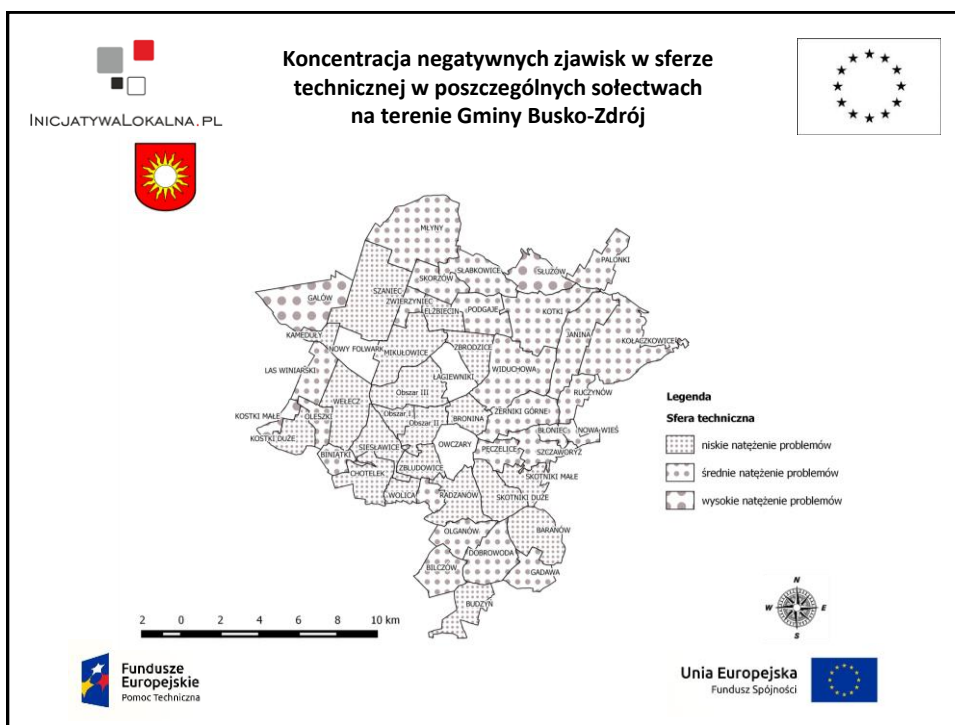 Koncentracja negatywnych zjawisk w sferze
technicznej w poszczególnych sołectwach
na terenie Gminy Busko-Zdrój
INICJATYWALOKALNA.PL
MŁYNY
PALONKI
SŁABKOWICE
SŁUŻÓW
SKORZÓW
SZANIEC
GALÓW
ZWIERZYNIEC
ELŻBIECIN
PODGAJE
KOTKI
JANINA
KOŁACZKOWICE
KAMEDUŁY
NOWY FOLWARK
MIKUŁOWICE
ZBRODZICE
WIDUCHOWA
LAS WINIARSKI
ŁAGIEWNIKI
RUCZYNÓW
WEŁECZ
Obszar III
KOSTKI MAŁE
OLESZKI
Obszar I
Obszar II
BRONINA
ŻERNIKI GÓRNE
BŁONIEC
NOWA WIEŚ
KOSTKI DUŻE
SIESŁAWICE
OWCZARY
PĘCZELICE
SZCZAWORYŻ
BINIĄTKI
CHOTELEK
ZBLUDOWICE
SKOTNIKI MAŁE
WOLICA
RADZANÓW
SKOTNIKI DUŻE
OLGANÓW
BARANÓW
DOBROWODA
BILCZÓW
GADAWA
BUDZYŃ
Legenda
Sfera techniczna
niskie natężenie problemów
średnie natężenie problemów
wysokie natężenie problemów
N
W E
S
2 0 2 4 6 8 10 km
Fundusze
Europejskie
Pomoc Techniczna
Unia Europejska
Fundusz Spójności